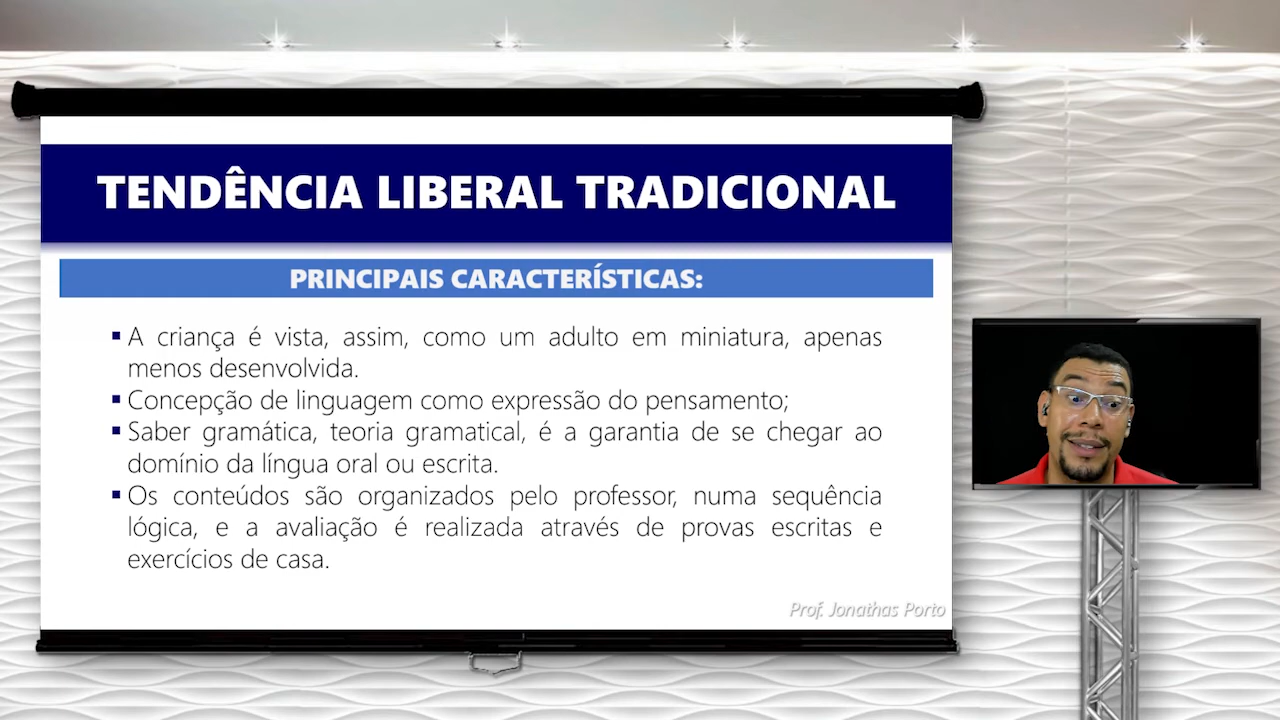 TENDÊNCIA LIBERAL TRADICIONAL
PRINCIPAIS CARACTERÍSTICAS:
▪ A criança é vista, assim, como um adulto em miniatura, apenas
menos desenvolvida.
▪ Concepção de linguagem como expressão do pensamento;
▪ Saber gramática, teoria gramatical, é a garantia de se chegar ao
domínio da língua oral ou escrita.
▪ Os conteúdos são organizados pelo professor, numa sequência
lógica, e a avaliação é realizada através de provas escritas e
exercícios de casa.
Prof. Jonathas Porto